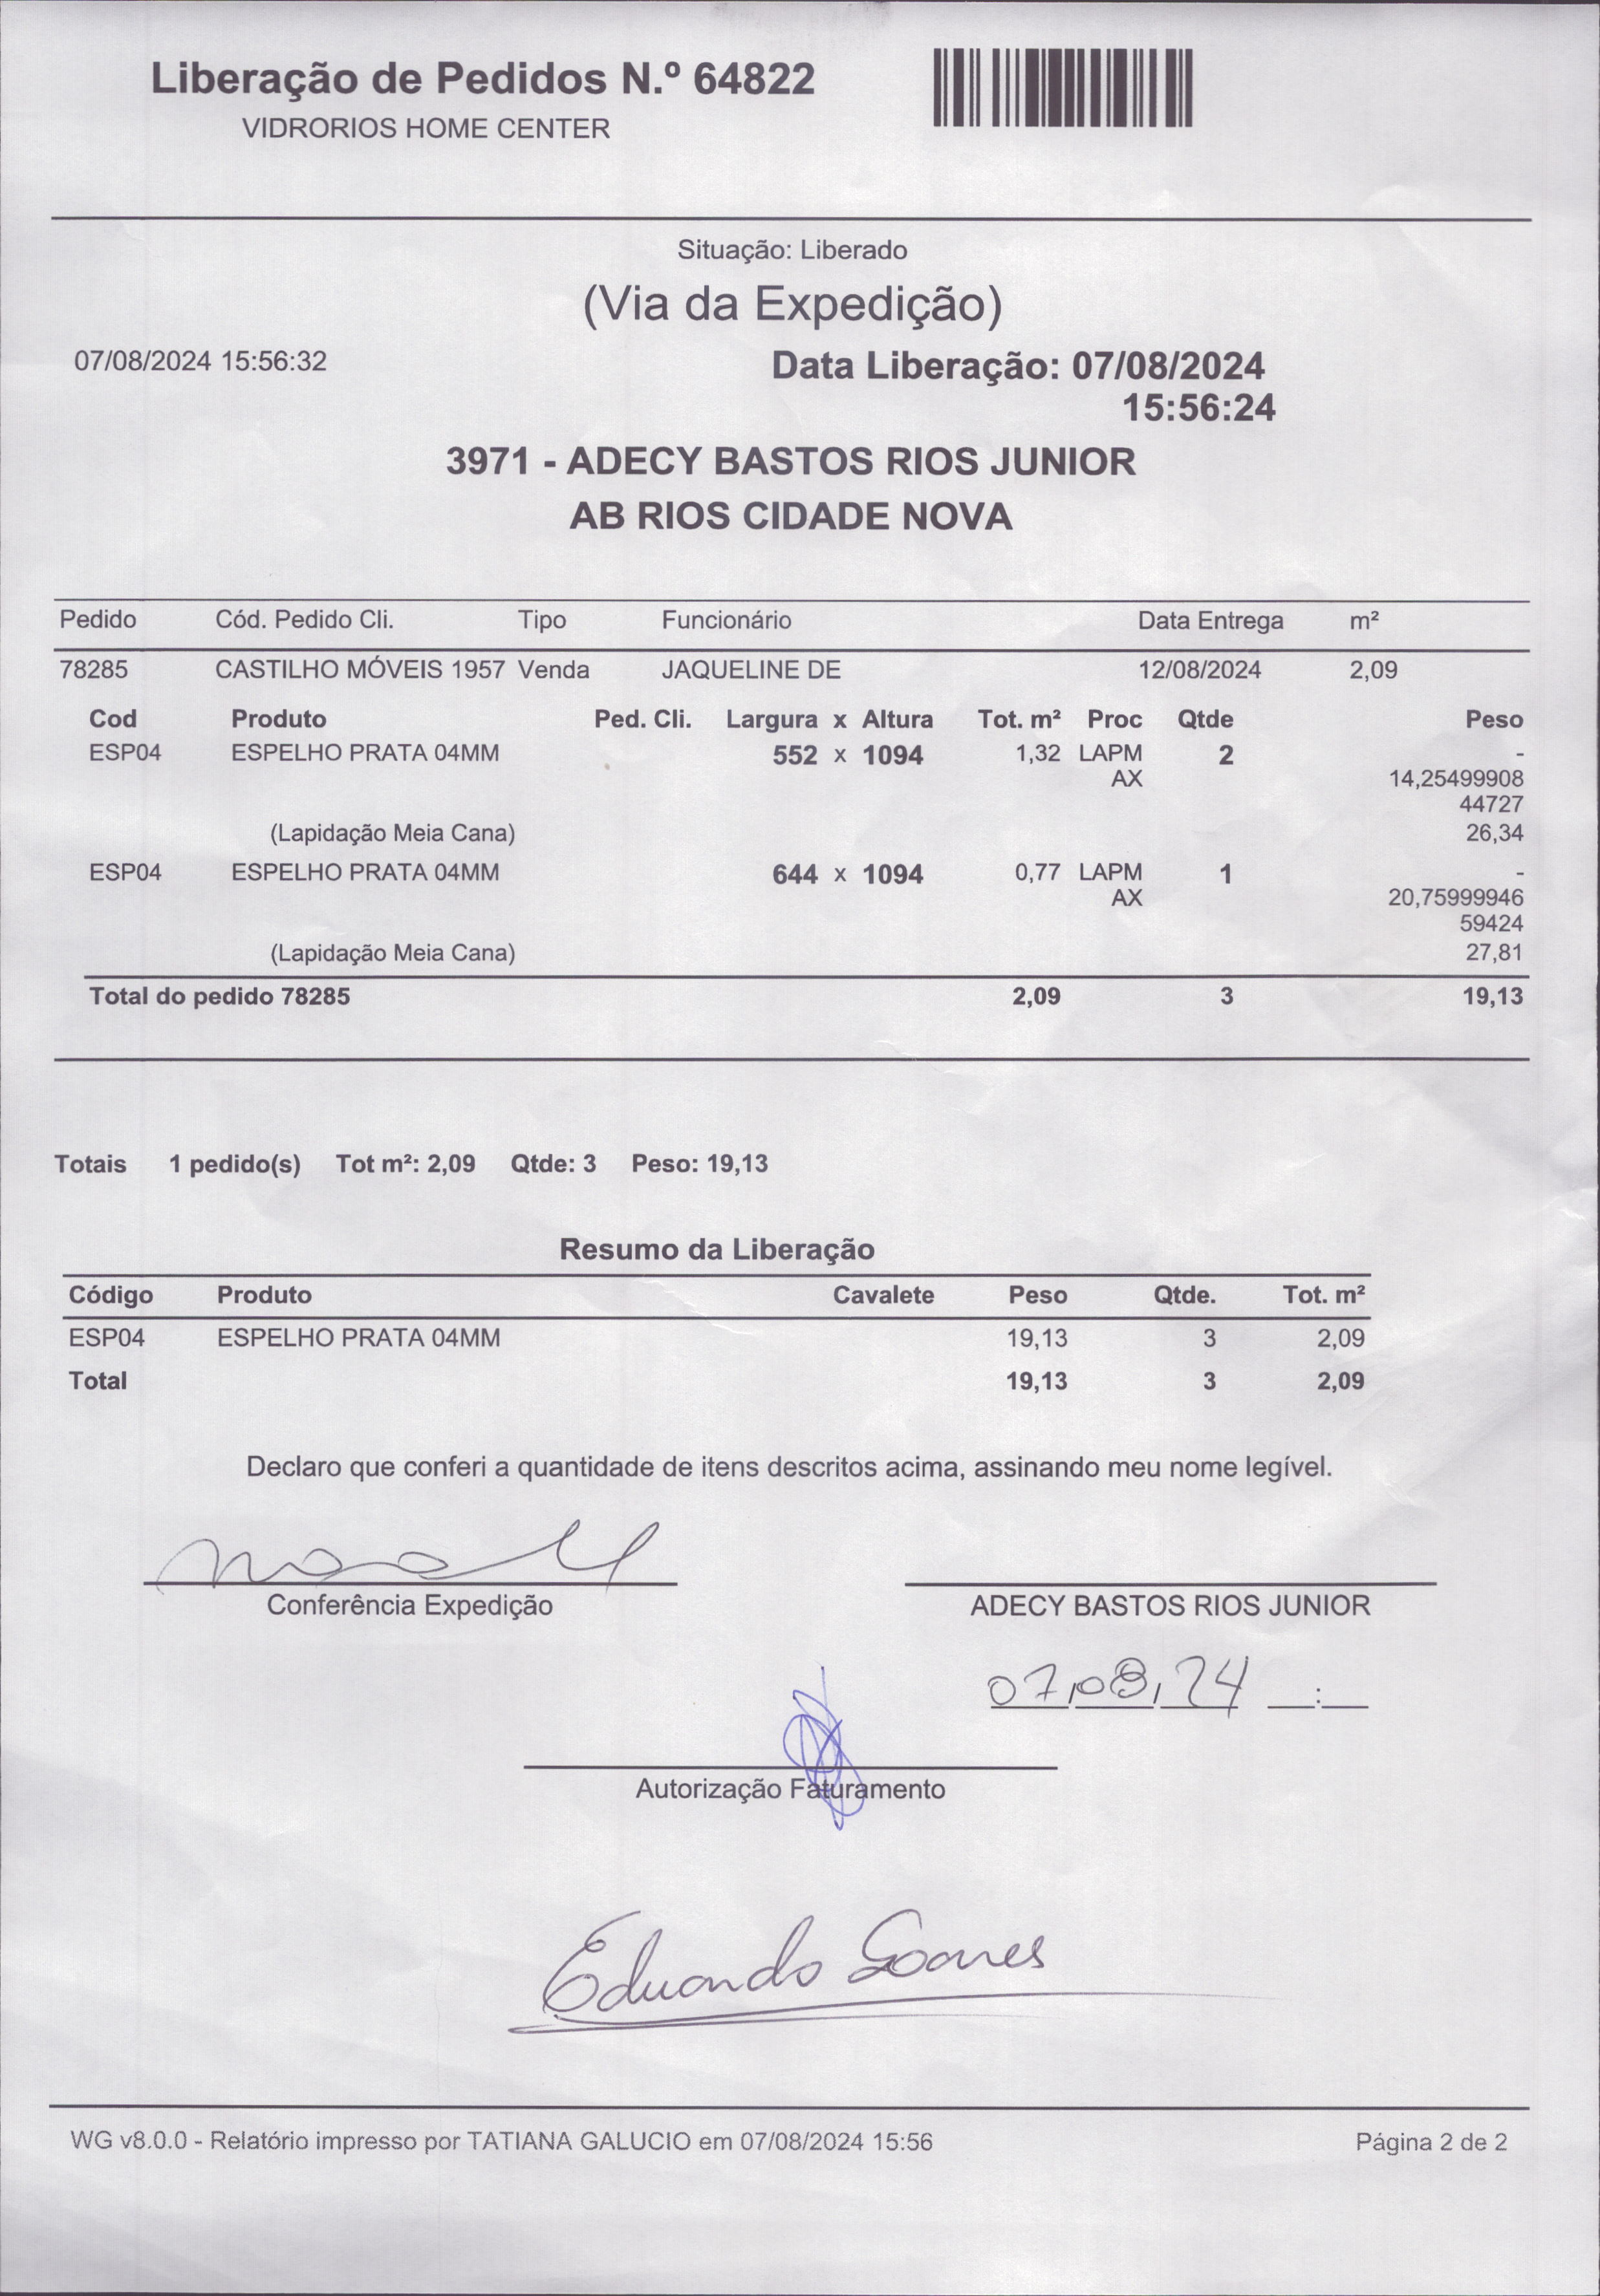 Liberação de Pedidos N.º 64822
VIDRORIOS HOME CENTER
Situação: Liberado
(Via da Expedição)
07/08/2024 15:56:32
Data Liberação: 07/08/2024
15:56:24
3971 - ADECY BASTOS RIOS JUNIOR
AB RIOS CIDADE NOVA
Pedido Cód. Pedido Cli. Tipo Funcionário Data Entrega m²
78285 CASTILHO MÓVEIS 1957 Venda JAQUELINE DE 12/08/2024 2,09
Cod Produto Ped. Cli. Largura x Altura Tot. m² Proc Qtde Peso
ESP04 ESPELHO PRATA 04MM 552 x 1094 1,32 LAPM 2 -
AX 14,25499908
44727
(Lapidação Meia Cana) 26,34
ESP04 ESPELHO PRATA 04MM 644 x 1094 0,77 LAPM 1 -
AX 20,75999946
59424
(Lapidação Meia Cana) 27,81
Total do pedido 78285 2,09 3 19,13
Totais 1 pedido(s) Tot m²: 2,09 Qtde: 3 Peso: 19,13
Resumo da Liberação
Código Produto Cavalete Peso Qtde. Tot. m²
ESP04 ESPELHO PRATA 04MM 19,13 3 2,09
Total 19,13 3 2,09
Declaro que conferi a quantidade de itens descritos acima, assinando meu nome legível.
Conferência Expedição ADECY BASTOS RIOS JUNIOR
07/08/24 __:__
Autorização Faturamento
Eduardo Soares
WG v8.0.0 - Relatório impresso por TATIANA GALUCIO em 07/08/2024 15:56 Página 2 de 2